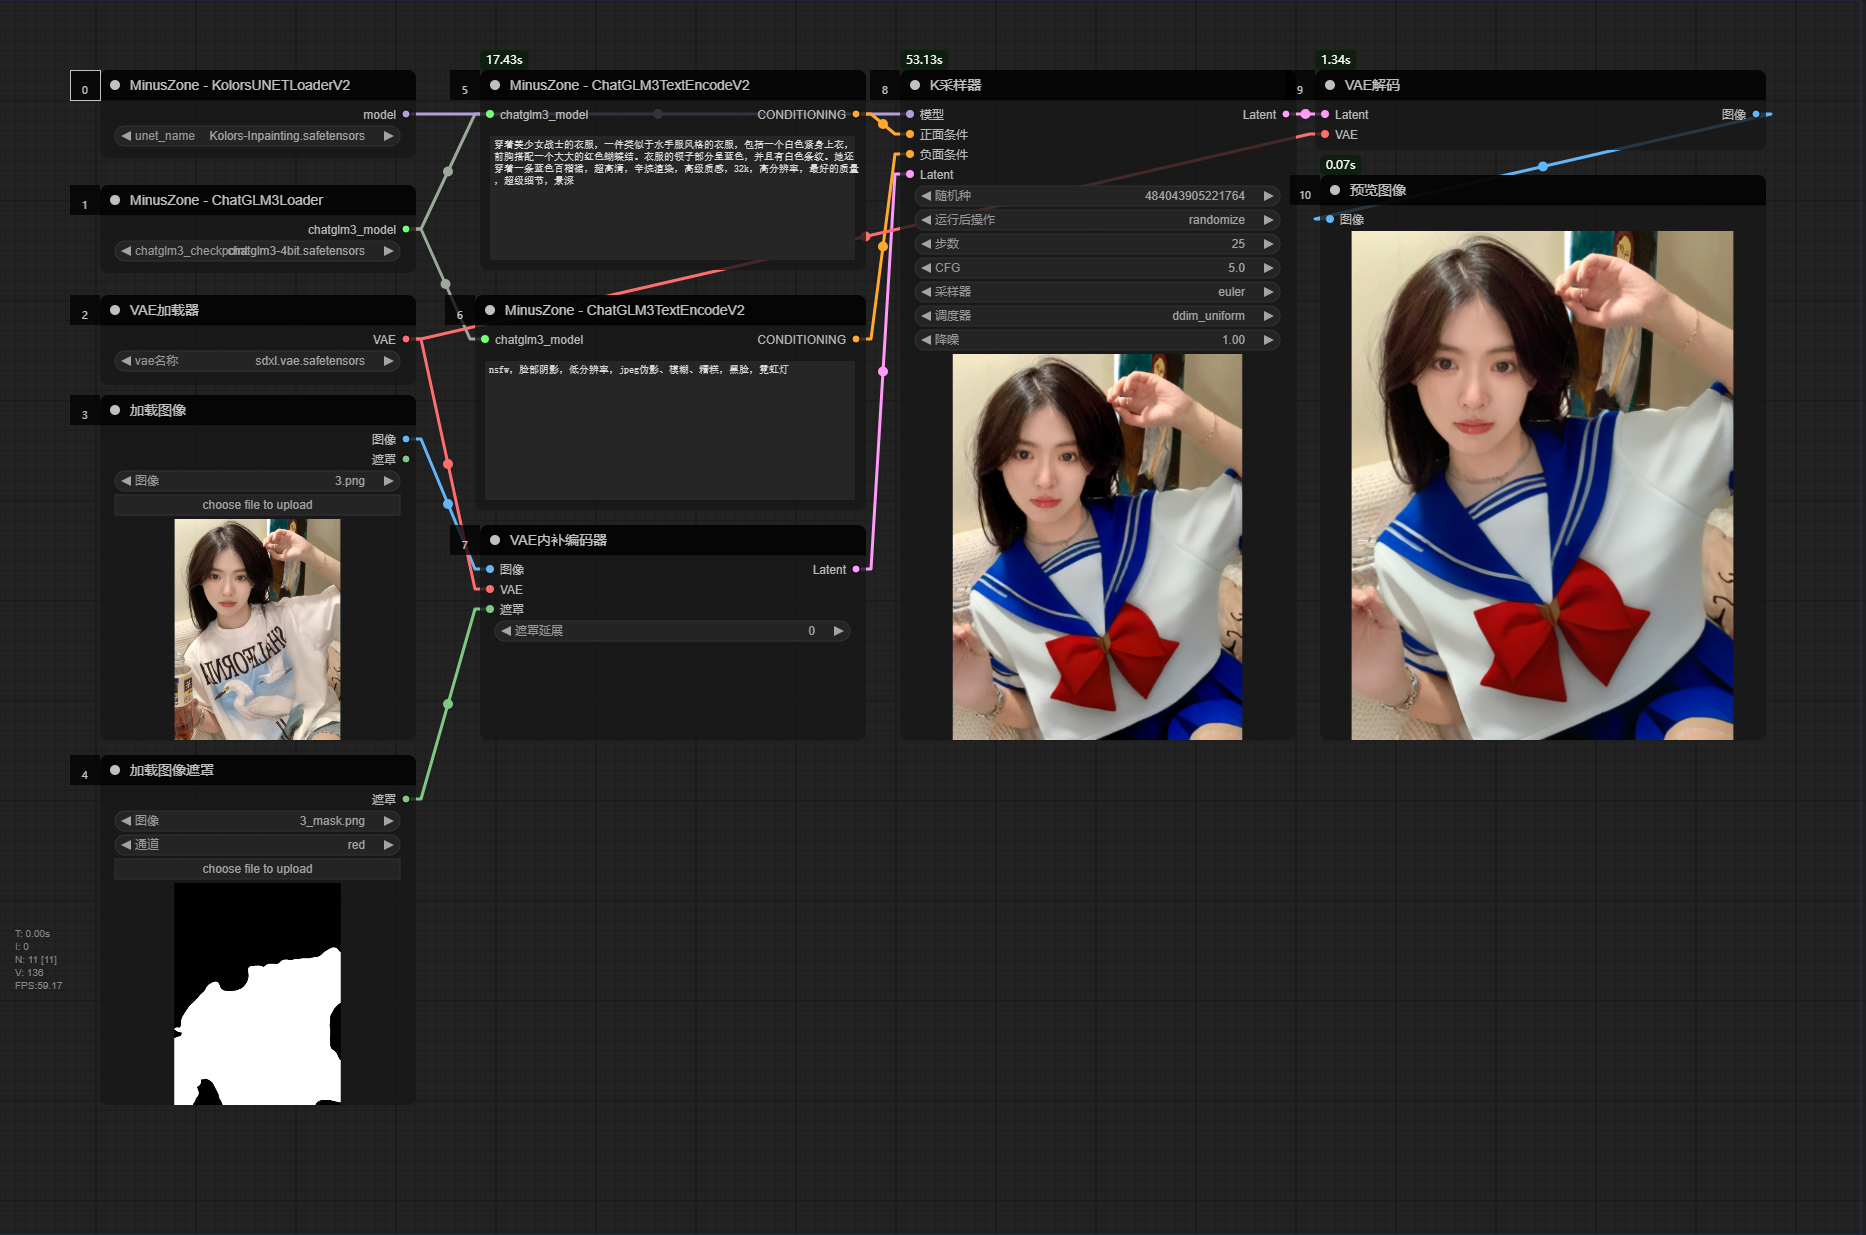 0
MinusZone - KolorsUNETLoaderV2
model
unet_name Kolors-Inpainting.safetensors
1
MinusZone - ChatGLM3Loader
chatglm3_model
chatglm3-4bit.safetensors
2
VAE加载器
VAE
vae名称 sdxl.vae.safetensors
3
加载图像
图像
遮罩
图像 3.png
choose file to upload
4
加载图像遮罩
遮罩
图像 3_mask.png
通道 red
choose file to upload
17.43s
5
MinusZone - ChatGLM3TextEncodeV2
chatglm3_model CONDITIONING
穿着美少女战士的衣服，一件类似于水手服风格的衣服，包括一个白色紧身上衣，
前胸搭配一个大大的红色蝴蝶结。衣服的领子部分呈蓝色，并且有白色条纹。她还
穿着一条蓝色百褶裙，超高清，辛烷渲染，高级质感，32k，高分辨率，最好的质量
，超级细节，景深
6
MinusZone - ChatGLM3TextEncodeV2
chatglm3_model CONDITIONING
nsfw，脸部阴影，低分辨率，jpeg伪影、模糊、糟糕，黑脸，霓虹灯
7
VAE内补编码器
图像 Latent
VAE
遮罩
遮罩延展 0
53.13s
8
K采样器
模型 Latent
正面条件
负面条件
Latent
随机种 484043905221764
运行后操作 randomize
步数 25
CFG 5.0
采样器 euler
调度器 ddim_uniform
降噪 1.00
1.34s
9
VAE解码
Latent 图像
VAE
0.07s
10
预览图像
图像
T: 0.00s
I: 0
N: 11 [11]
V: 136
FPS:59.17